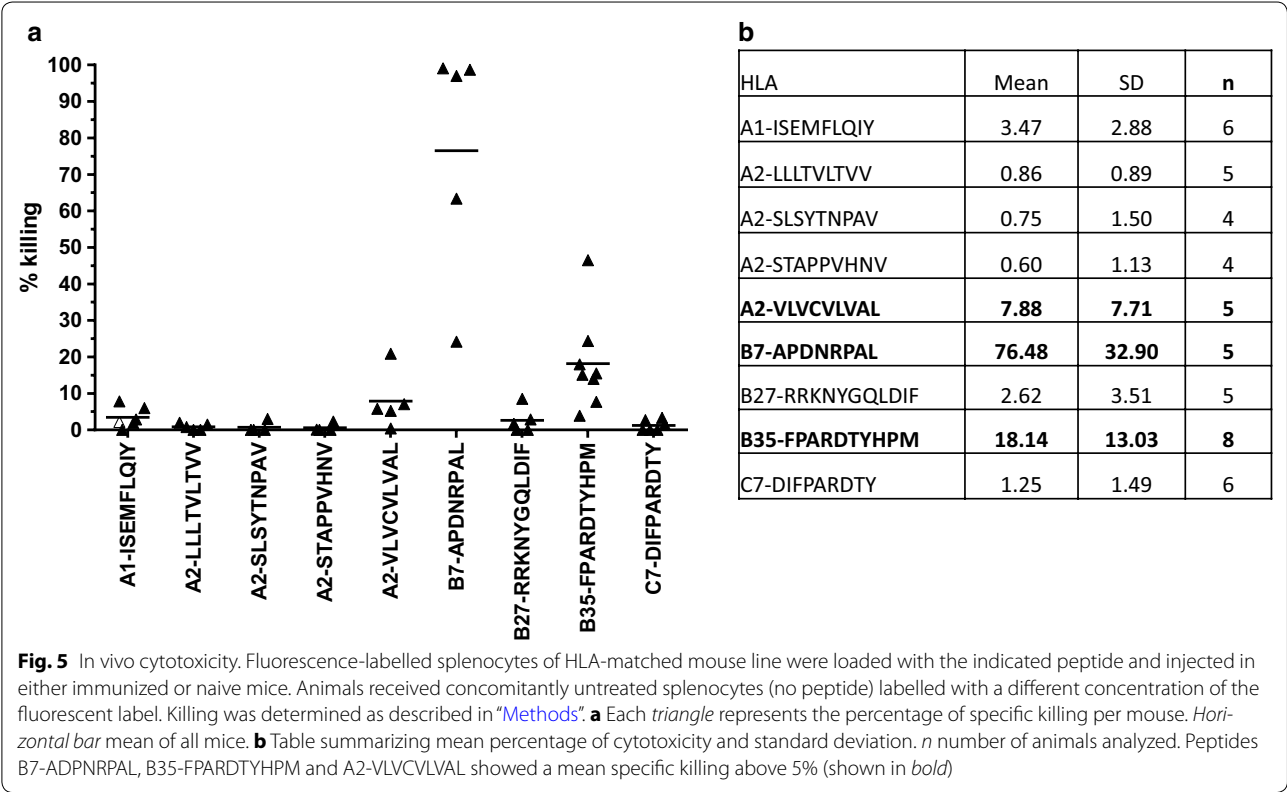 a
% killing
100
90
80
70
60
50
40
30
20
10
0
A1-ISEMFLQIY
A2-LLLTVLTVV
A2-SLSYTNPAV
A2-STAPPVHNV
A2-VLVCVLVAL
B7-APDNRPAL
B27-RRKNYGQLDIF
B35-FPARDTYHPM
C7-DIFPARDTY
b
HLA Mean SD n
A1-ISEMFLQIY 3.47 2.88 6
A2-LLLTVLTVV 0.86 0.89 5
A2-SLSYTNPAV 0.75 1.50 4
A2-STAPPVHNV 0.60 1.13 4
A2-VLVCVLVAL 7.88 7.71 5
B7-APDNRPAL 76.48 32.90 5
B27-RRKNYGQLDIF 2.62 3.51 5
B35-FPARDTYHPM 18.14 13.03 8
C7-DIFPARDTY 1.25 1.49 6
Fig. 5 In vivo cytotoxicity. Fluorescence-labelled splenocytes of HLA-matched mouse line were loaded with the indicated peptide and injected in
either immunized or naive mice. Animals received concomitantly untreated splenocytes (no peptide) labelled with a different concentration of the
fluorescent label. Killing was determined as described in “Methods”. a Each triangle represents the percentage of specific killing per mouse. Hori-
zontal bar mean of all mice. b Table summarizing mean percentage of cytotoxicity and standard deviation. n number of animals analyzed. Peptides
B7-ADPNRPAL, B35-FPARDTYHPM and A2-VLVCVLVAL showed a mean specific killing above 5% (shown in bold)